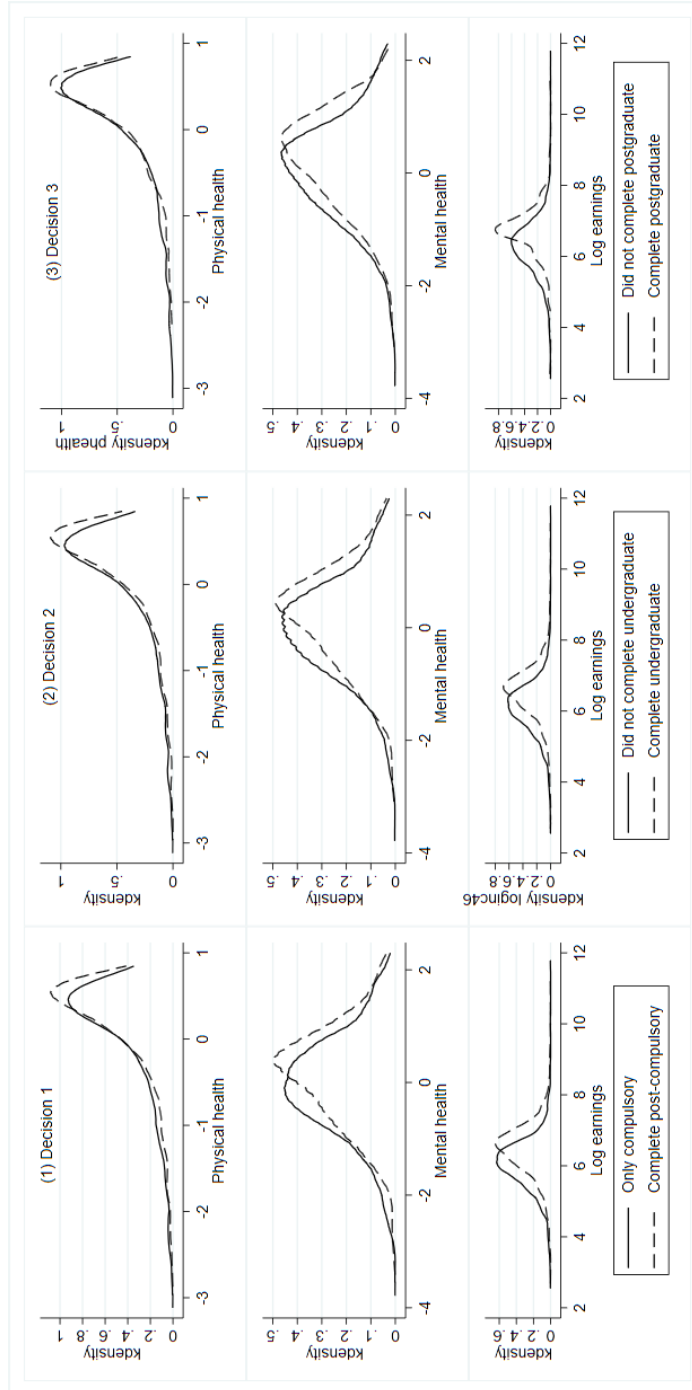 (1) Decision 1
kdensity
1
.8
.6
.4
.2
0
-3 -2 -1 0 1
Physical health
(2) Decision 2
kdensity
1
.5
0
-3 -2 -1 0 1
Physical health
(3) Decision 3
kdensity phealth
1
.5
0
-3 -2 -1 0 1
Physical health
kdensity
.5
.4
.3
.2
.1
0
-4 -2 0 2
Mental health
kdensity
.5
.4
.3
.2
.1
0
-4 -2 0 2
Mental health
kdensity
.5
.4
.3
.2
.1
0
-4 -2 0 2
Mental health
kdensity
.6
.4
.2
0
2 4 6 8 10 12
Log earnings
kdensity loginc46
.8
.6
.4
.2
0
2 4 6 8 10 12
Log earnings
kdensity
.8
.6
.4
.2
0
2 4 6 8 10 12
Log earnings
Only compulsory
Complete post-compulsory
Did not complete undergraduate
Complete undergraduate
Did not complete postgraduate
Complete postgraduate